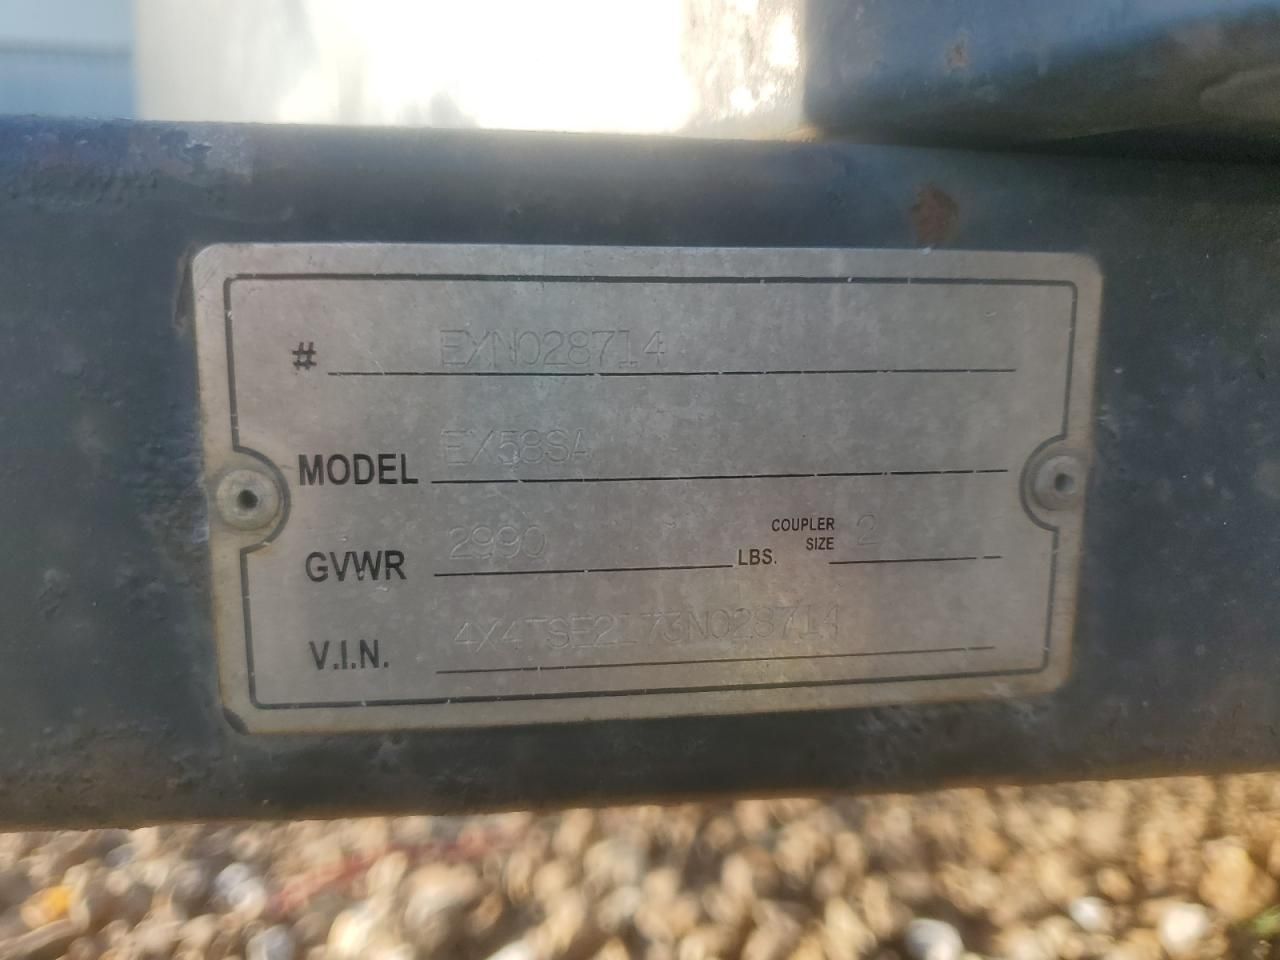 # EXN028714
MODEL EX58SA
GVWR 2990 LBS. COUPLER SIZE 2
V.I.N. 4X4TSE2173N028714